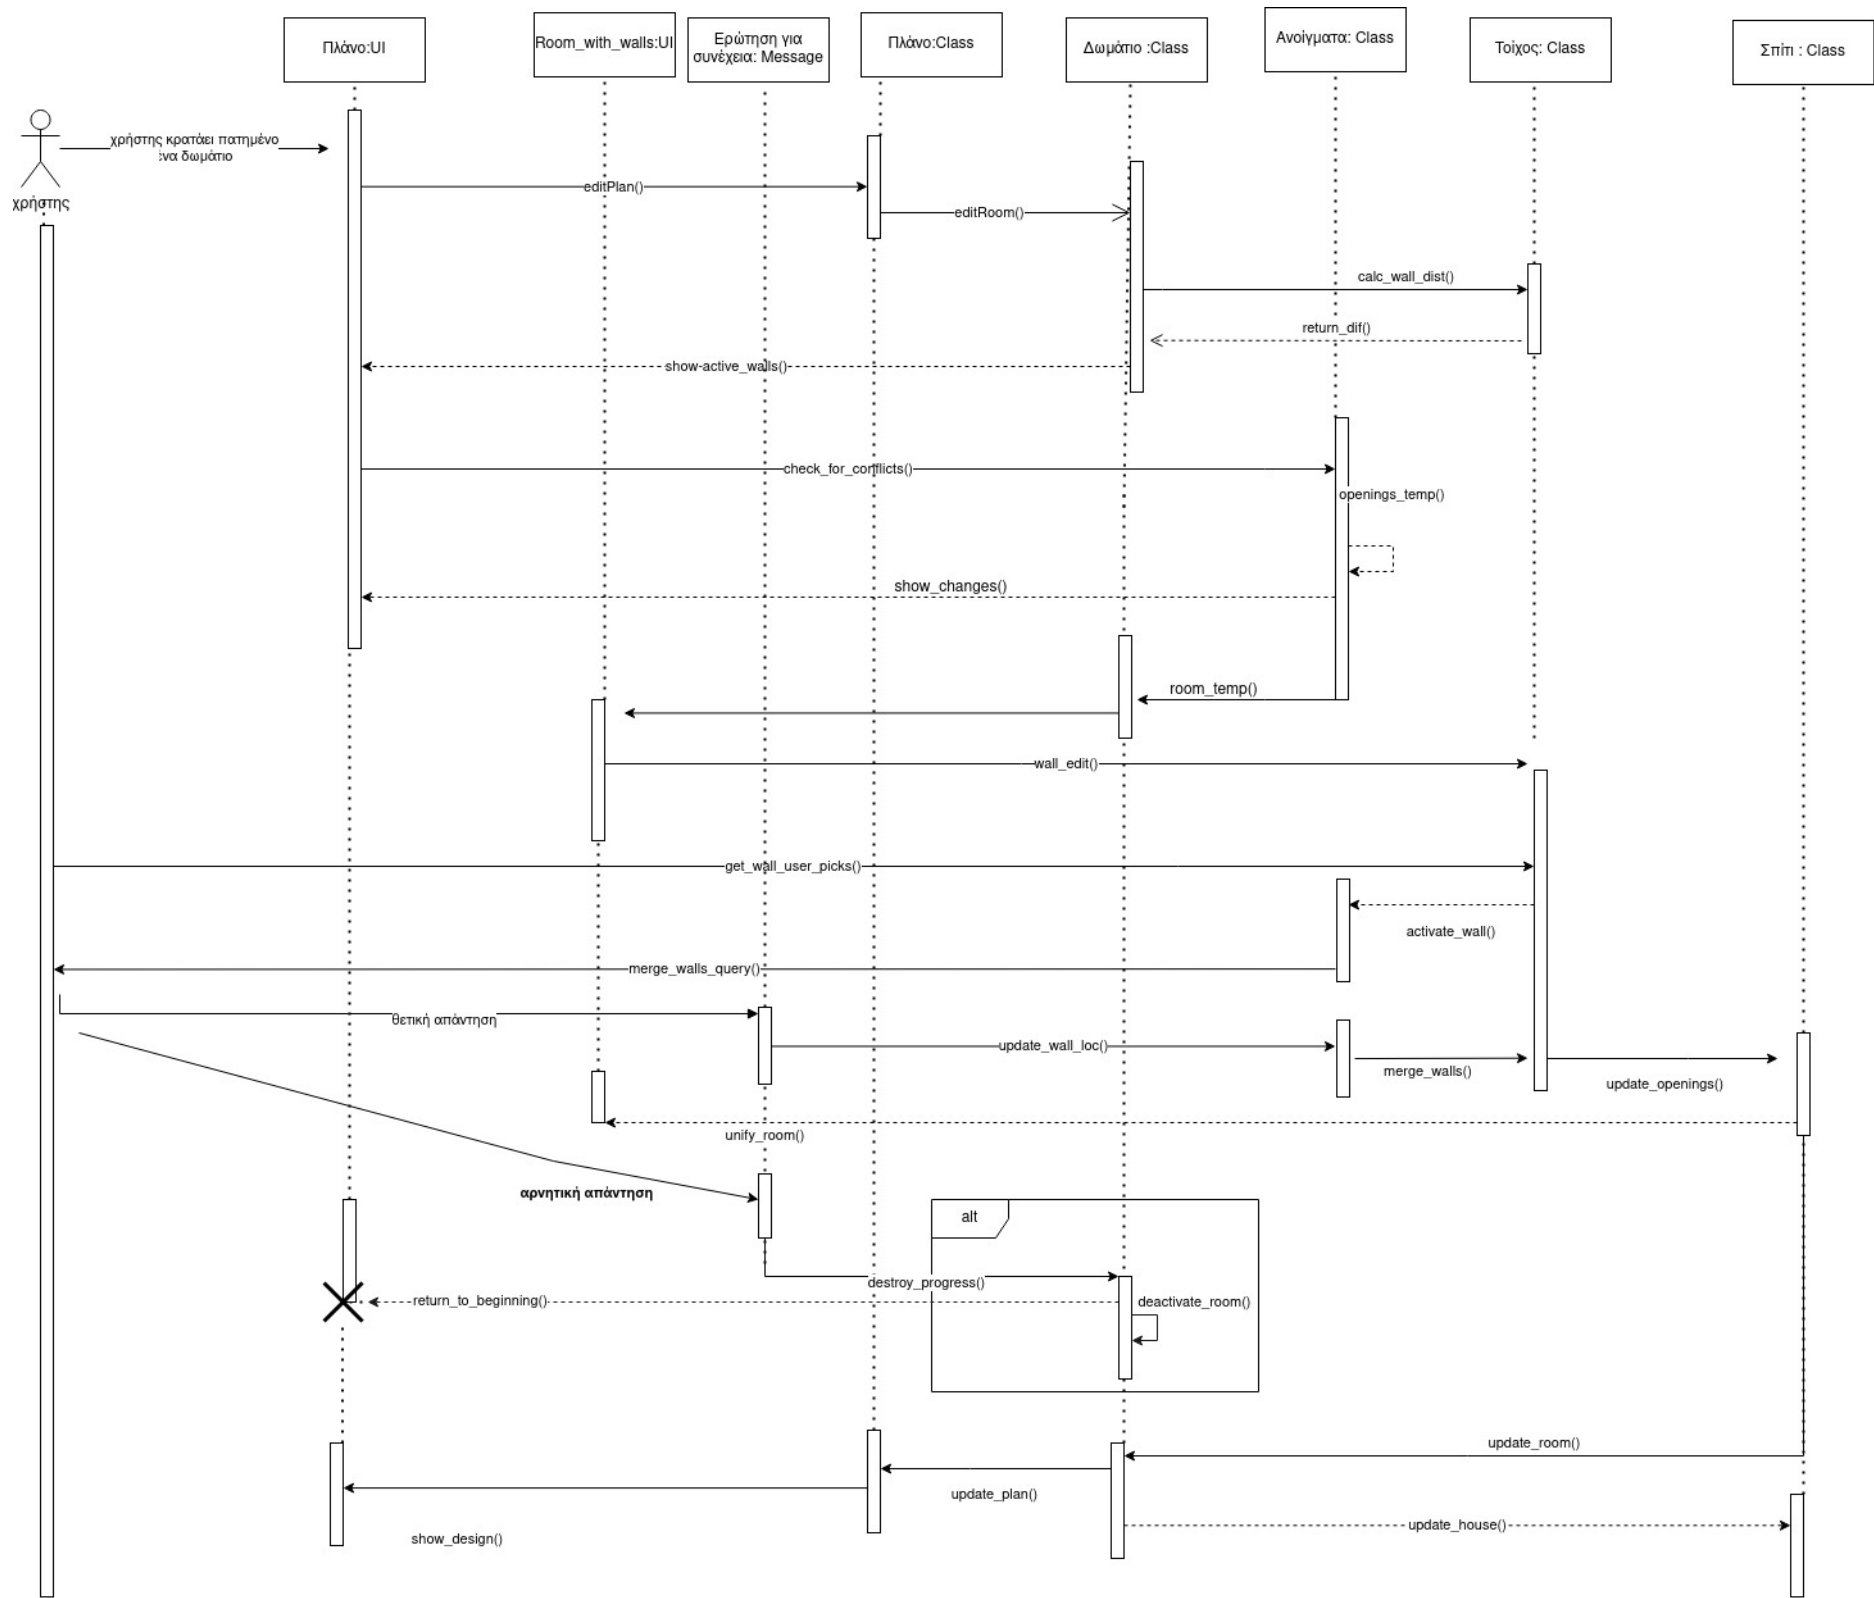 Πλάνο:UI
Room_with_walls:UI
Ερώτηση για
συνέχεια: Message
Πλάνο:Class
Δωμάτιο :Class
Ανοίγματα: Class
Τοίχος: Class
Σπίτι : Class
χρήστης κρατάει πατημένο
ένα δωμάτιο
χρήστης
editPlan()
editRoom()
calc_wall_dist()
return_dif()
show-active_walls()
check_for_conflicts()
openings_temp()
show_changes()
room_temp()
wall_edit()
get_wall_user_picks()
activate_wall()
merge_walls_query()
θετική απάντηση
update_wall_loc()
merge_walls()
update_openings()
unify_room()
αρνητική απάντηση
alt
destroy_progress()
return_to_beginning()
deactivate_room()
update_room()
update_plan()
show_design()
update_house()